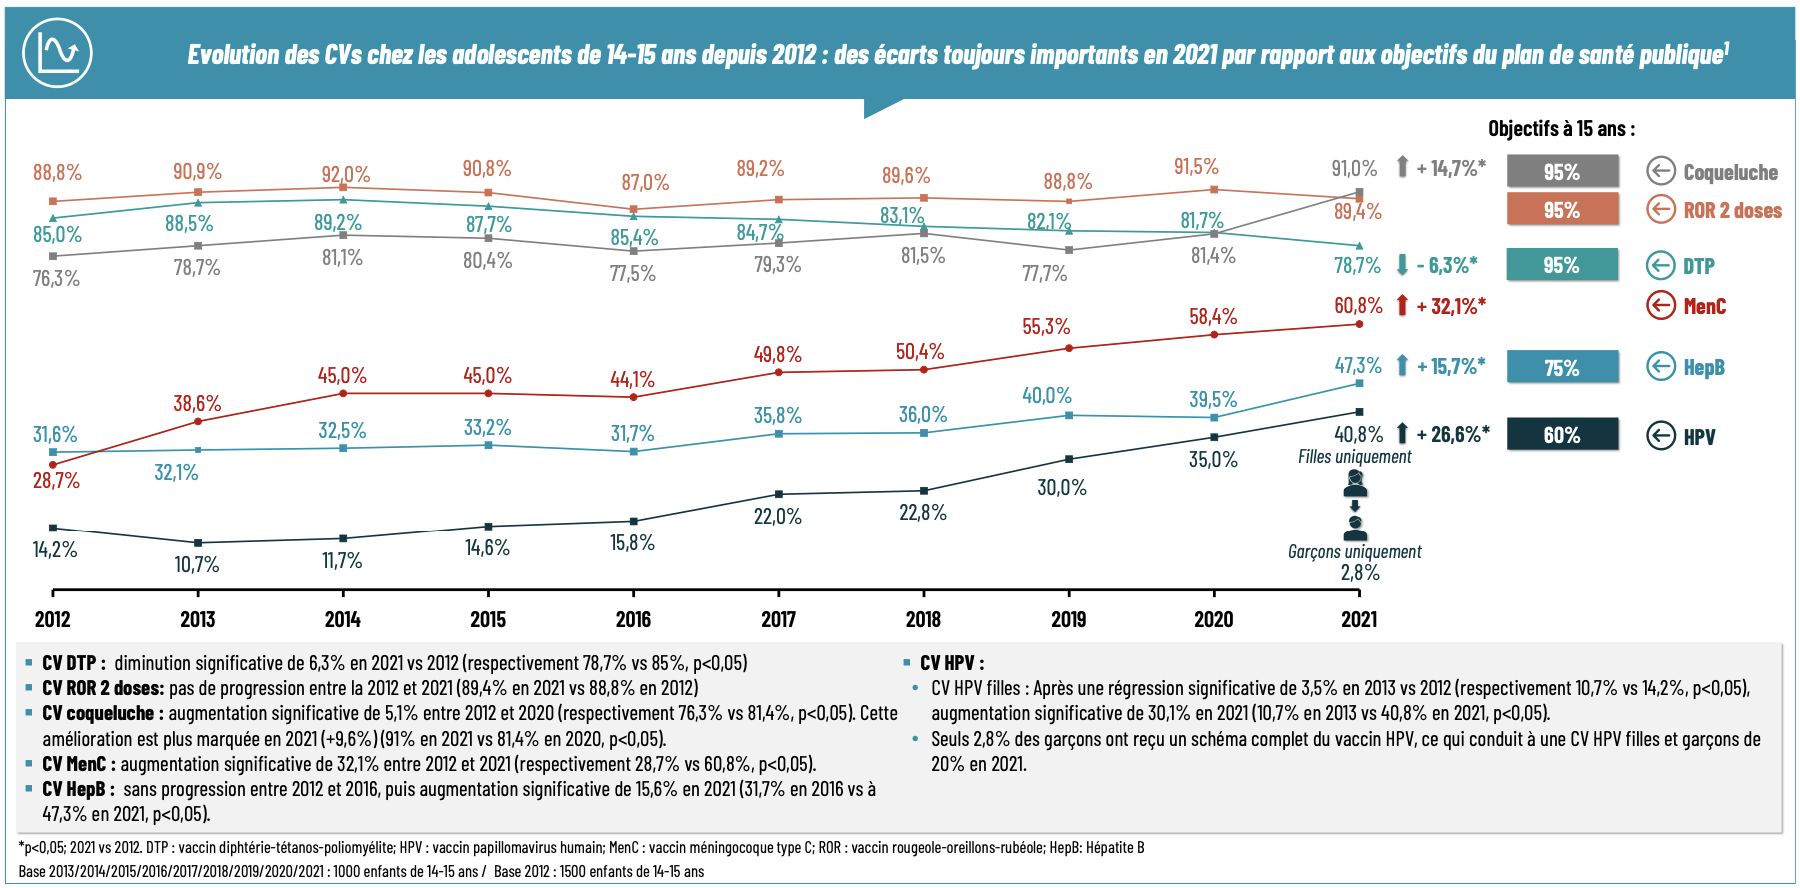 Evolution des CVs chez les adolescents de 14-15 ans depuis 2012 : des écarts toujours importants en 2021 par rapport aux objectifs du plan de santé publique¹
Objectifs à 15 ans :
88,8% 90,9% 92,0% 90,8% 87,0% 89,2% 89,6% 88,8% 91,5% 89,4%
95% ROR 2 doses
85,0% 88,5% 89,2% 87,7% 85,4% 84,7% 83,1% 82,1% 81,7% 78,7%
- 6,3%* 95% DTP
76,3% 78,7% 81,1% 80,4% 77,5% 79,3% 81,5% 77,7% 81,4% 91,0%
+ 14,7%* 95% Coqueluche
28,7% 38,6% 45,0% 45,0% 44,1% 49,8% 50,4% 55,3% 58,4% 60,8%
+ 32,1%* MenC
31,6% 32,1% 32,5% 33,2% 31,7% 35,8% 36,0% 40,0% 39,5% 47,3%
+ 15,7%* 75% HepB
14,2% 10,7% 11,7% 14,6% 15,8% 22,0% 22,8% 30,0% 35,0% 40,8%
+ 26,6%* 60% HPV
Filles uniquement
Garçons uniquement
2,8%
2012 2013 2014 2015 2016 2017 2018 2019 2020 2021
CV DTP : diminution significative de 6,3% en 2021 vs 2012 (respectivement 78,7% vs 85%, p<0,05)
CV ROR 2 doses: pas de progression entre la 2012 et 2021 (89,4% en 2021 vs 88,8% en 2012)
CV coqueluche : augmentation significative de 5,1% entre 2012 et 2020 (respectivement 76,3% vs 81,4%, p<0,05). Cette
amélioration est plus marquée en 2021 (+9,6%) (91% en 2021 vs 81,4% en 2020, p<0,05).
CV MenC : augmentation significative de 32,1% entre 2012 et 2021 (respectivement 28,7% vs 60,8%, p<0,05).
CV HepB : sans progression entre 2012 et 2016, puis augmentation significative de 15,6% en 2021 (31,7% en 2016 vs à
47,3% en 2021, p<0,05).
CV HPV :
CV HPV filles : Après une régression significative de 3,5% en 2013 vs 2012 (respectivement 10,7% vs 14,2%, p<0,05),
augmentation significative de 30,1% en 2021 (10,7% en 2013 vs 40,8% en 2021, p<0,05).
Seuls 2,8% des garçons ont reçu un schéma complet du vaccin HPV, ce qui conduit à une CV HPV filles et garçons de
20% en 2021.
*p<0,05; 2021 vs 2012. DTP : vaccin diphtérie-tétanos-poliomyélite; HPV : vaccin papillomavirus humain; MenC : vaccin méningocoque type C; ROR : vaccin rougeole-oreillons-rubéole; HepB: Hépatite B
Base 2013/2014/2015/2016/2017/2018/2019/2020/2021 : 1000 enfants de 14-15 ans / Base 2012 : 1500 enfants de 14-15 ans